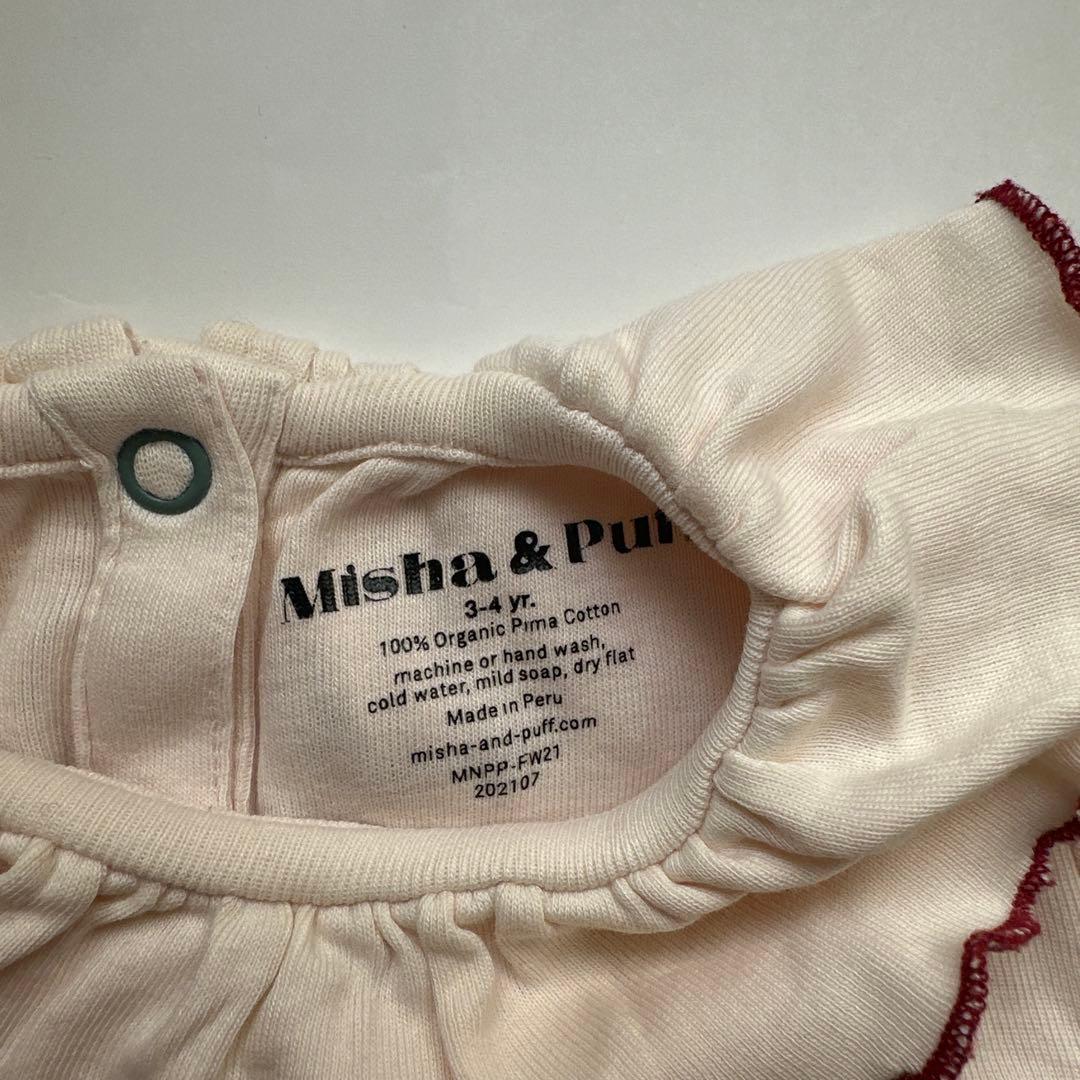 Misha & Puff
3-4 yr.
100% Organic Pima Cotton
machine or hand wash,
cold water, mild soap, dry flat
Made in Peru
misha-and-puff.com
MNPP-FW21
202107